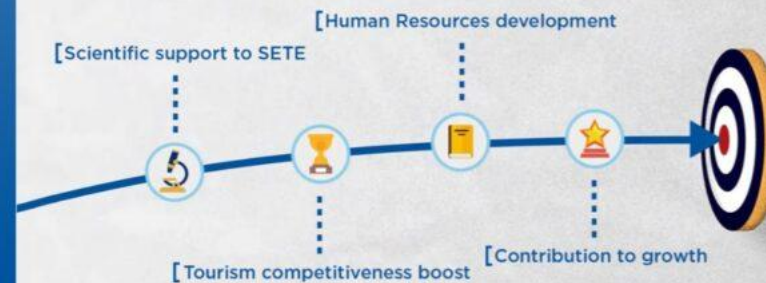 [Human Resources development
[Scientific support to SETE
[Contribution to growth
[Tourism competitiveness boost